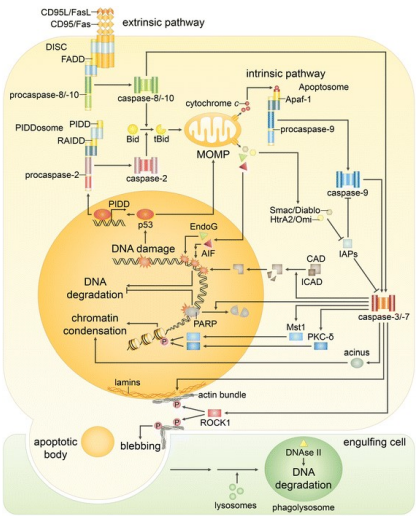 CD95L/FasL
CD95/Fas
extrinsic pathway
DISC
FADD
procaspase-8/-10
caspase-8/-10
PIDDosome
PIDD
RAIDD
procaspase-2
caspase-2
Bid
tBid
cytochrome c
MOMP
intrinsic pathway
Apoptosome
Apaf-1
procaspase-9
caspase-9
Smac/Diablo
HtrA2/Omi
IAPs
caspase-3/-7
PIDD
p53
DNA damage
EndoG
AIF
DNA
degradation
CAD
ICAD
PARP
chromatin
condensation
P
Mst1
PKC-δ
acinus
lamins
actin bundle
P
P
P
ROCK1
blebbing
apoptotic
body
engulfing cell
DNAse II
DNA
degradation
lysosomes
phagolysosome